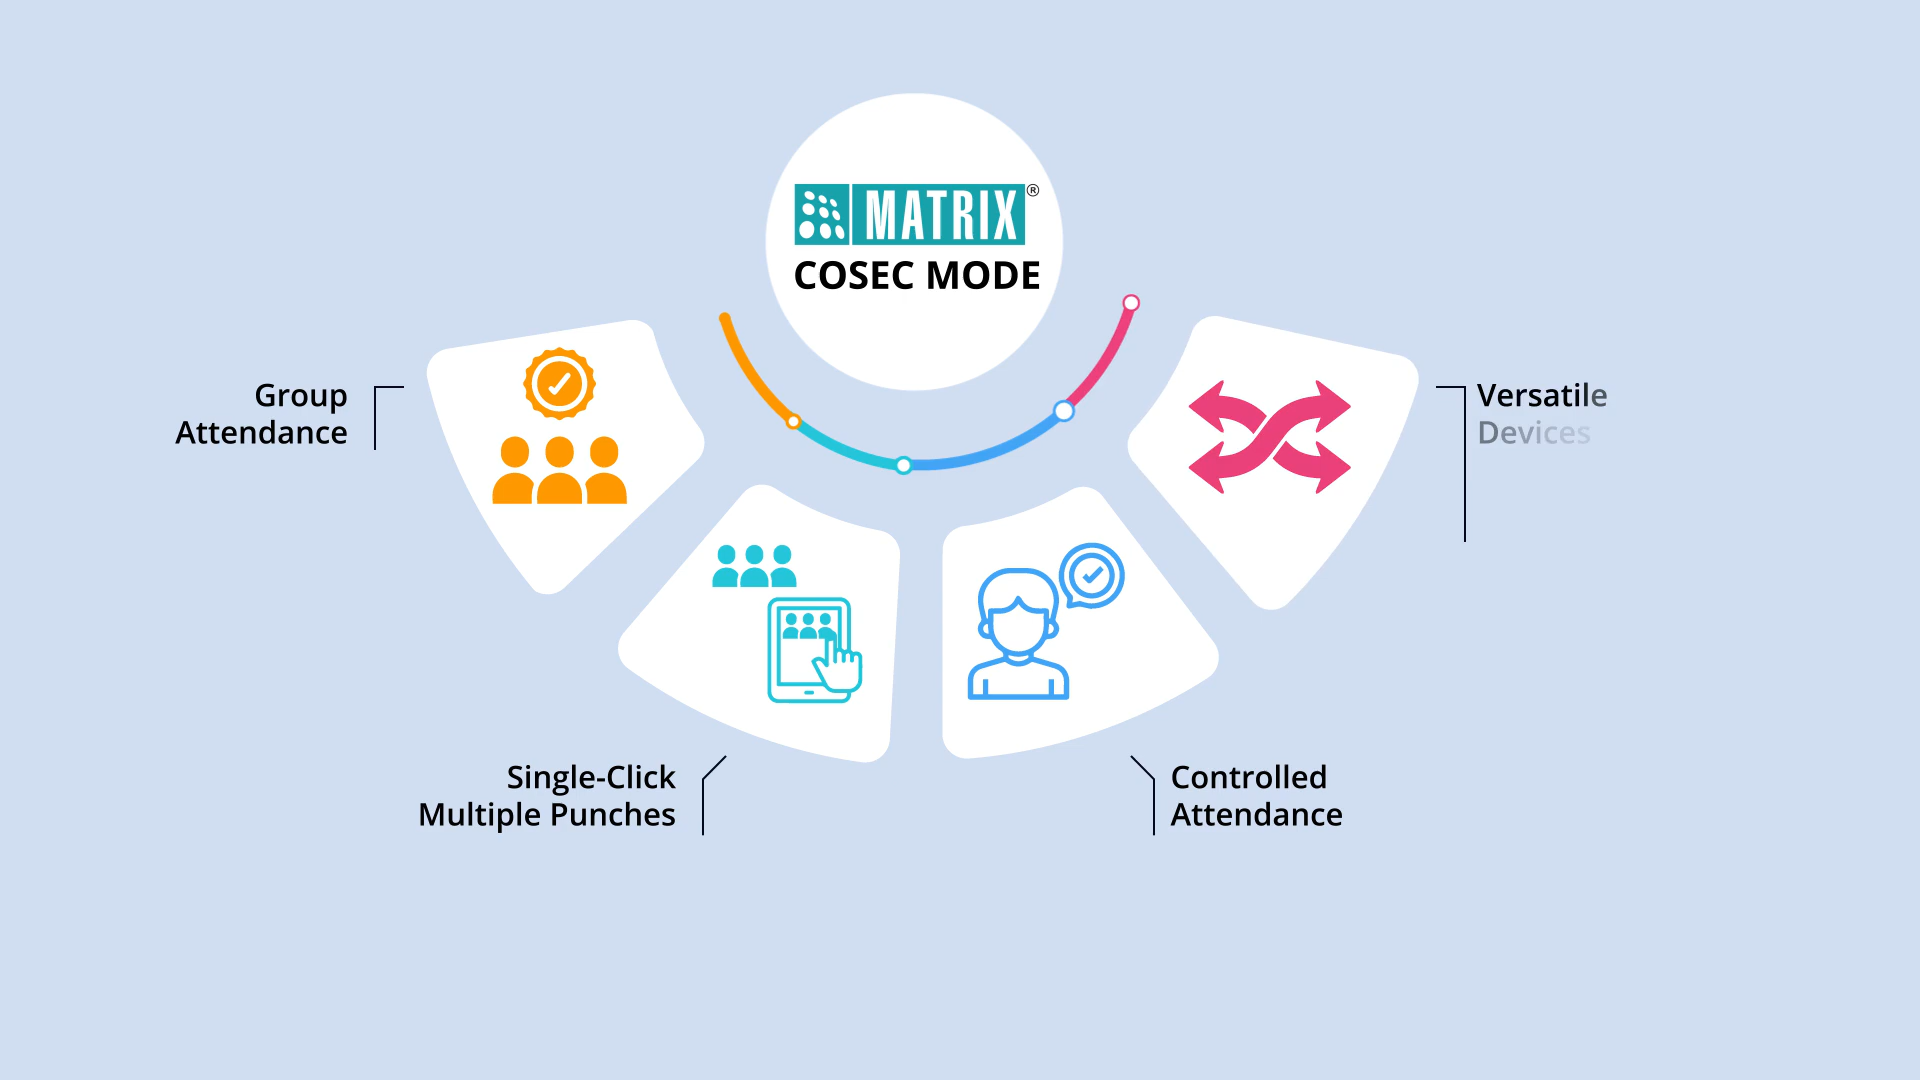 MATRIX®
COSEC MODE
Group
Attendance
Versatile
Devices
Single-Click
Multiple Punches
Controlled
Attendance